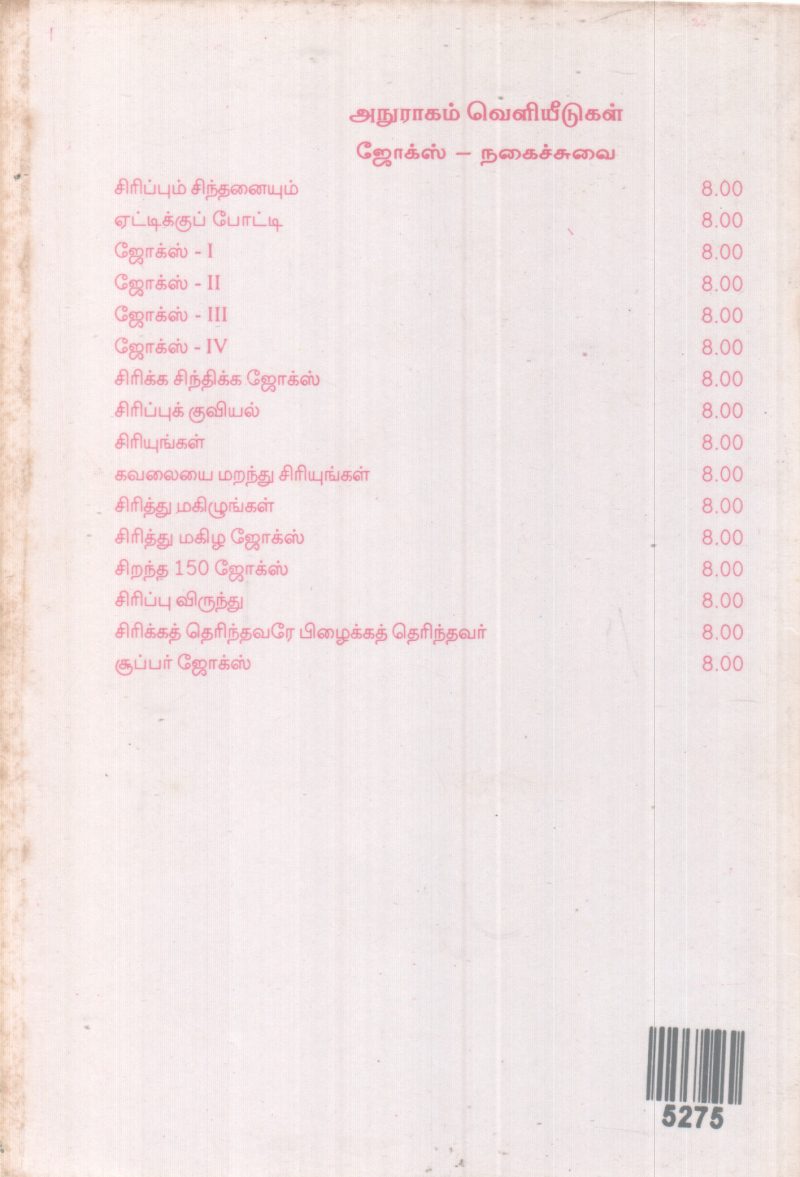 அநுராகம் வெளியீடுகள்
ஜோக்ஸ் – நகைச்சுவை
சிரிப்பும் சிந்தனையும் 8.00
ஏட்டிக்குப் போட்டி 8.00
ஜோக்ஸ் - I 8.00
ஜோக்ஸ் - II 8.00
ஜோக்ஸ் - III 8.00
ஜோக்ஸ் - IV 8.00
சிரிக்க சிந்திக்க ஜோக்ஸ் 8.00
சிரிப்புக் குவியல் 8.00
சிரியுங்கள் 8.00
கவலையை மறந்து சிரியுங்கள் 8.00
சிரித்து மகிழுங்கள் 8.00
சிரித்து மகிழ ஜோக்ஸ் 8.00
சிறந்த 150 ஜோக்ஸ் 8.00
சிரிப்பு விருந்து 8.00
சிரிக்கத் தெரிந்தவரே பிழைக்கத் தெரிந்தவர் 8.00
சூப்பர் ஜோக்ஸ் 8.00
5275